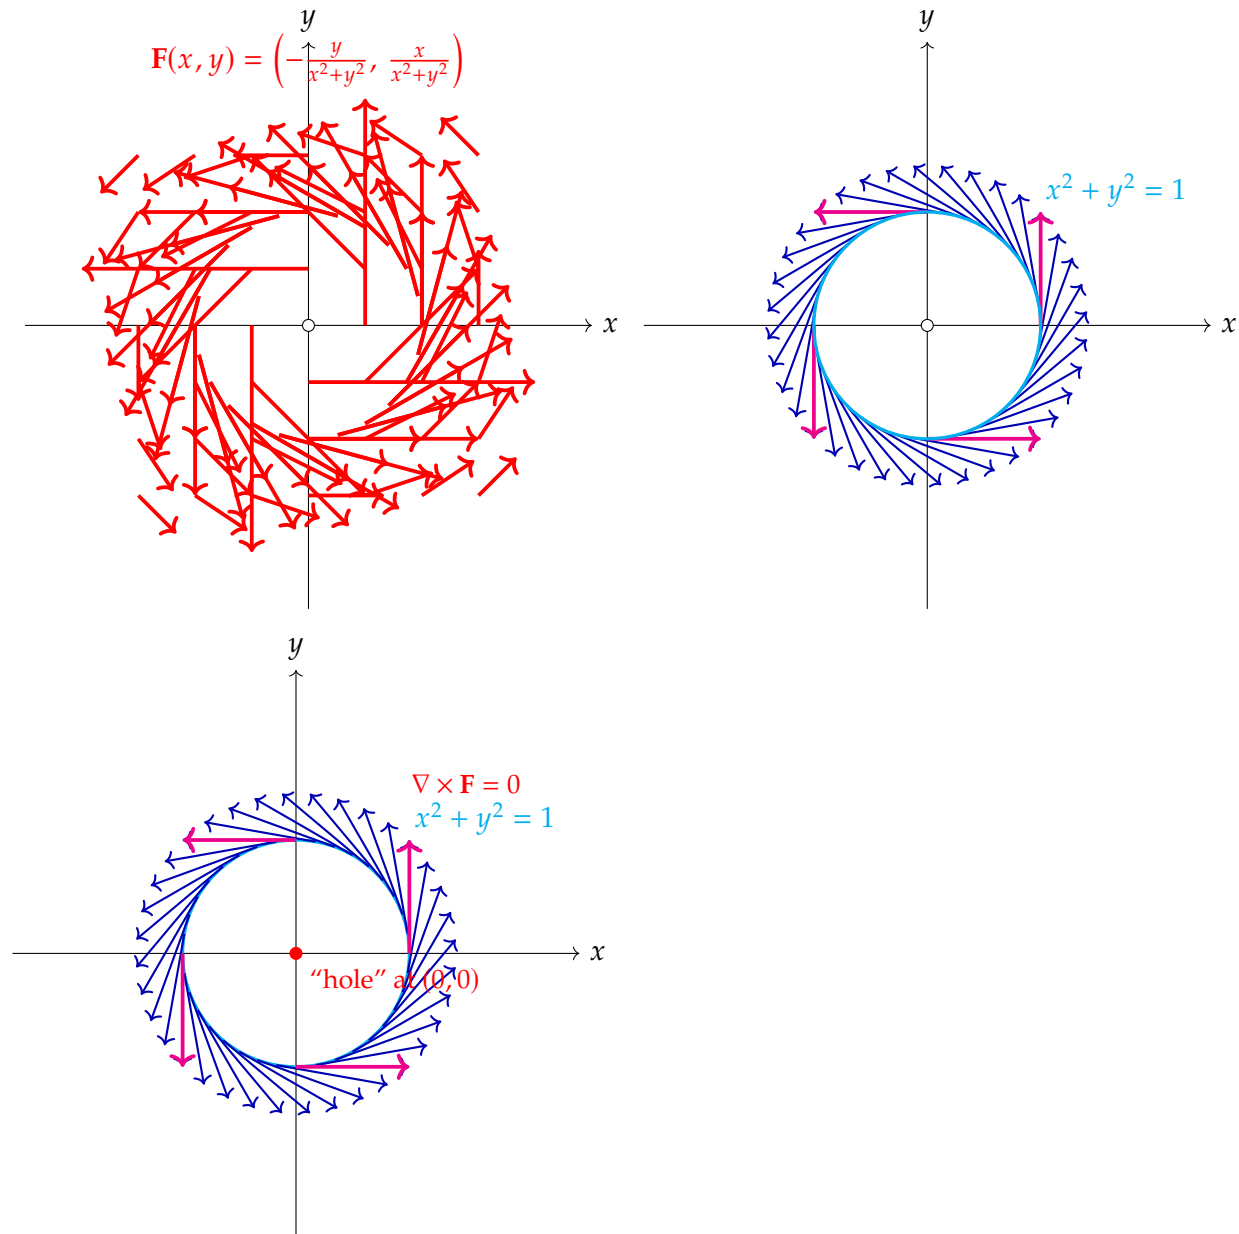 y
F(x, y) = (−y/(x²+y²), x/(x²+y²))
x
y
x² + y² = 1
x
y
∇ × F = 0
x² + y² = 1
x
“hole” at (0, 0)